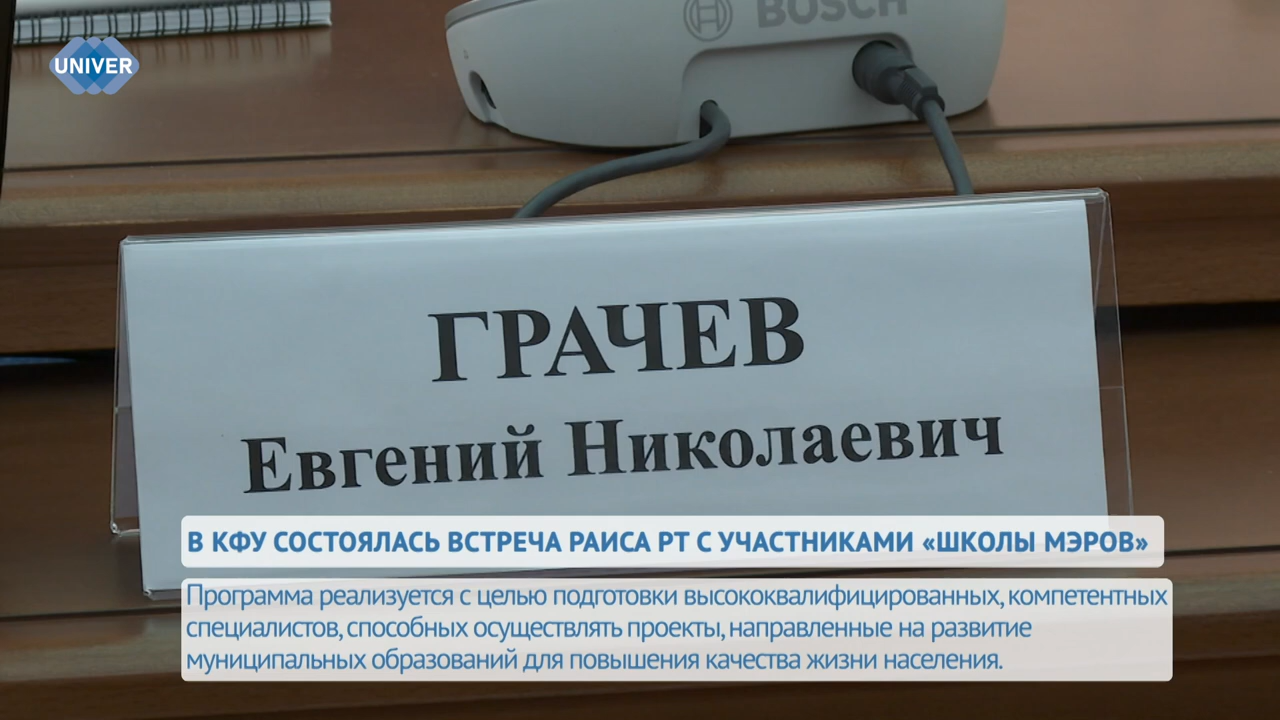 UNIVER
BOSCH
ГРАЧЕВ
Евгений Николаевич
В КФУ СОСТОЯЛАСЬ ВСТРЕЧА РАИСА РТ С УЧАСТНИКАМИ «ШКОЛЫ МЭРОВ»
Программа реализуется с целью подготовки высококвалифицированных, компетентных
специалистов, способных осуществлять проекты, направленные на развитие
муниципальных образований для повышения качества жизни населения.